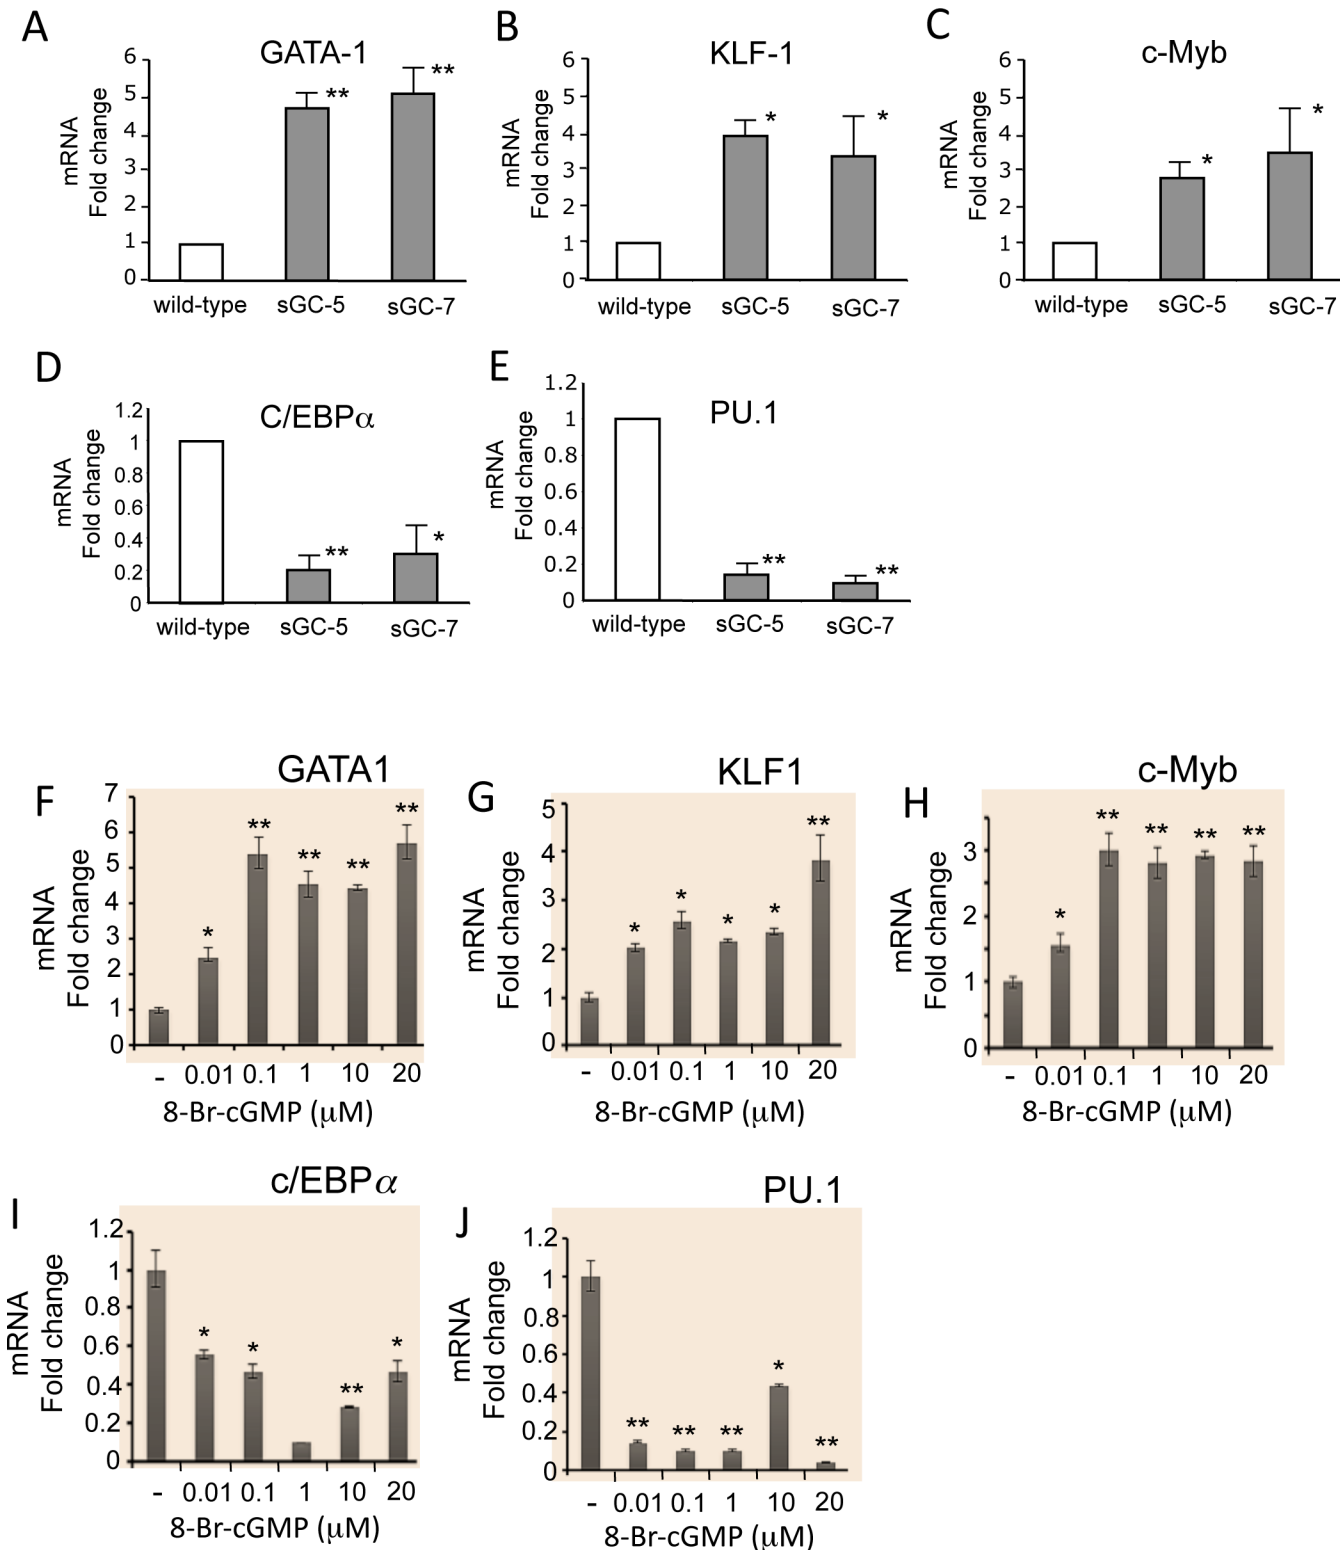 A
GATA-1
mRNA
Fold change
6
5
4
3
2
1
0
**
**
wild-type sGC-5 sGC-7
B
KLF-1
mRNA
Fold change
6
5
4
3
2
1
0
*
*
wild-type sGC-5 sGC-7
C
c-Myb
mRNA
Fold change
6
5
4
3
2
1
0
*
*
wild-type sGC-5 sGC-7
D
C/EBPα
mRNA
Fold change
1.2
1
0.8
0.6
0.4
0.2
0
**
*
wild-type sGC-5 sGC-7
E
PU.1
mRNA
Fold change
1.2
1
0.8
0.6
0.4
0.2
0
**
**
wild-type sGC-5 sGC-7
F
GATA1
mRNA
Fold change
7
6
5
4
3
2
1
0
*
**
**
**
**
- 0.01 0.1 1 10 20
8-Br-cGMP (μM)
G
KLF1
mRNA
Fold change
5
4
3
2
1
0
*
*
*
*
**
- 0.01 0.1 1 10 20
8-Br-cGMP (μM)
H
c-Myb
mRNA
Fold change
3
2
1
0
*
**
**
**
**
- 0.01 0.1 1 10 20
8-Br-cGMP (μM)
I
c/EBPα
mRNA
Fold change
1.2
1
0.8
0.6
0.4
0.2
0
*
*
**
*
- 0.01 0.1 1 10 20
8-Br-cGMP (μM)
J
PU.1
mRNA
Fold change
1.2
1
0.8
0.6
0.4
0.2
0
**
**
**
*
**
- 0.01 0.1 1 10 20
8-Br-cGMP (μM)